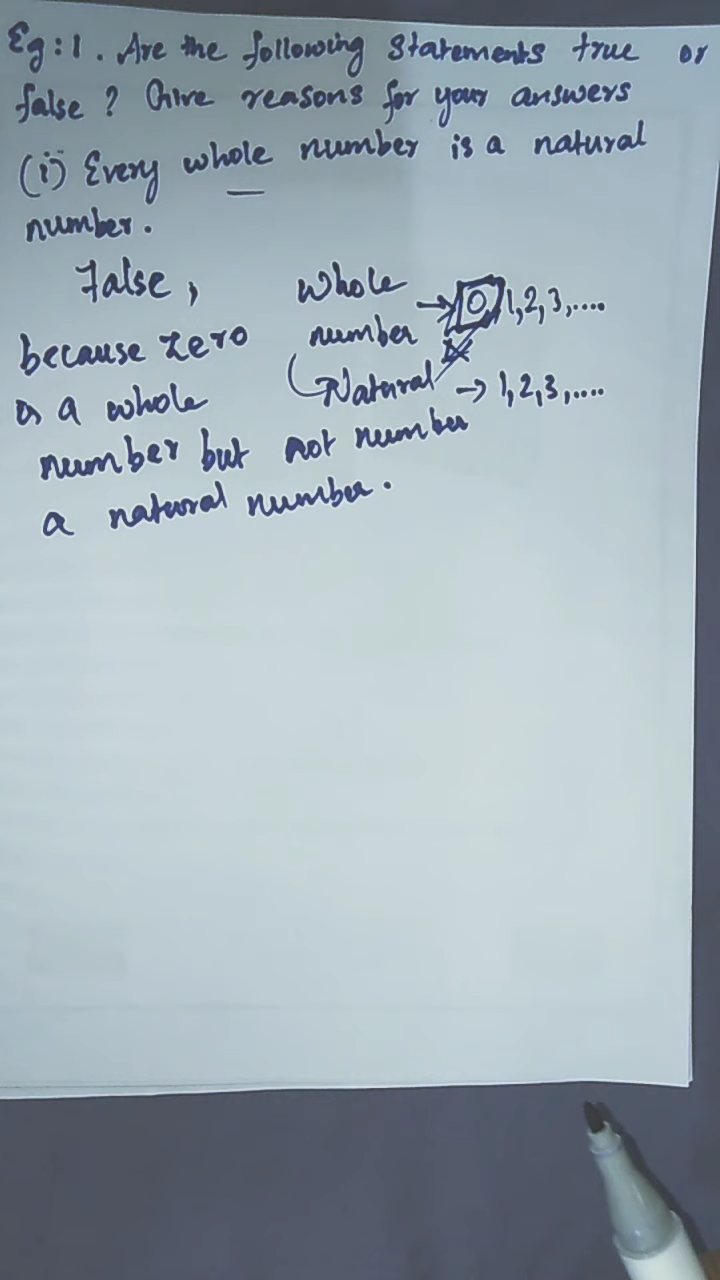 Eg:1. Are the following statements true or
false? Give reasons for your answers
(i) Every whole number is a natural
number.
False,
because zero
is a whole
number but not
a natural number.
Whole
number → 0 1,2,3,....
Natural → 1,2,3,....
number